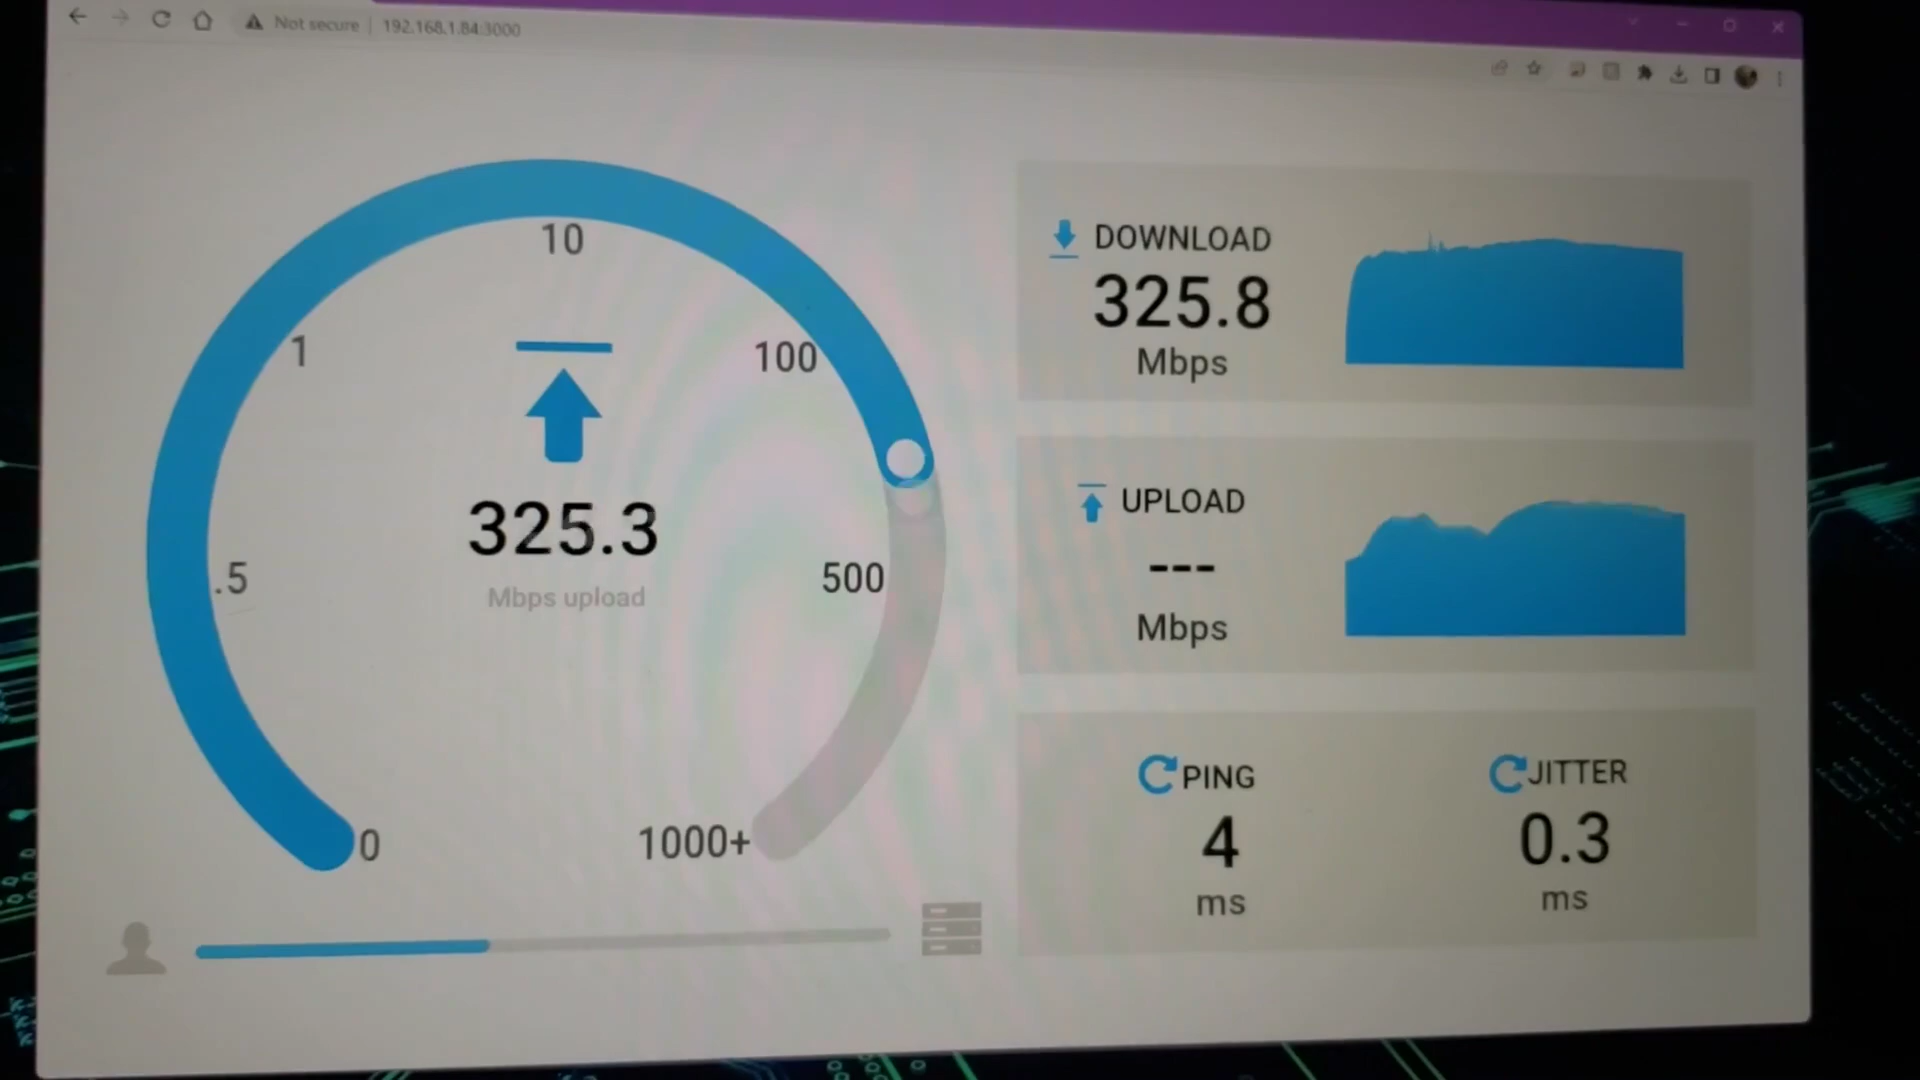 Not secure | 192.168.1.84:3000
10
1
100
.5
500
0
1000+
325.3
Mbps upload
DOWNLOAD
325.8
Mbps
UPLOAD
---
Mbps
PING
4
ms
JITTER
0.3
ms